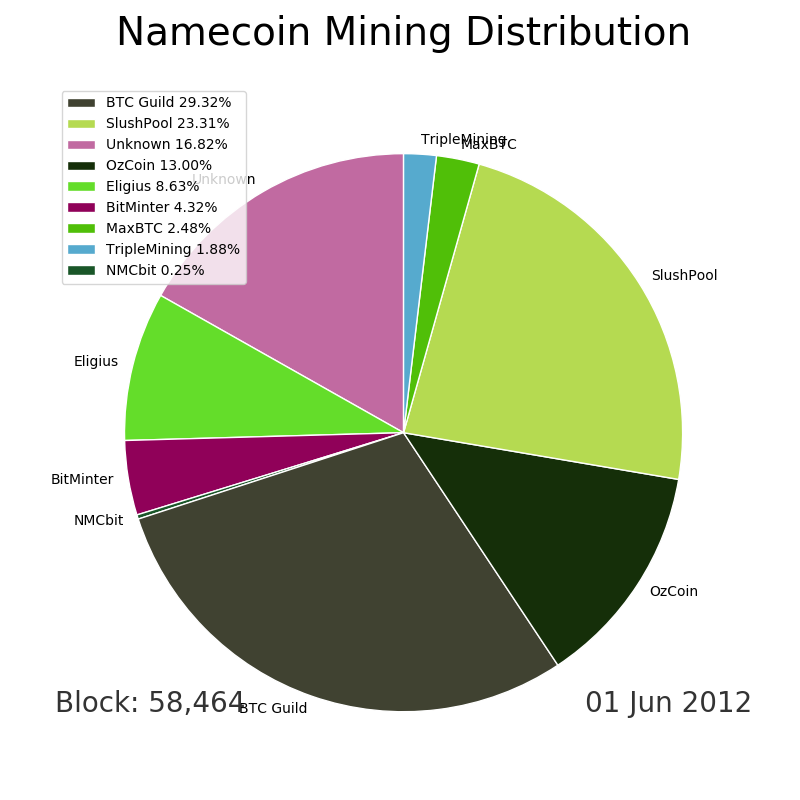 Namecoin Mining Distribution
BTC Guild 29.32%
SlushPool 23.31%
Unknown 16.82%
OzCoin 13.00%
Eligius 8.63%
BitMinter 4.32%
MaxBTC 2.48%
TripleMining 1.88%
NMCbit 0.25%
TripleMining
MaxBTC
Unknown
SlushPool
Eligius
BitMinter
NMCbit
OzCoin
BTC Guild
Block: 58,464
01 Jun 2012